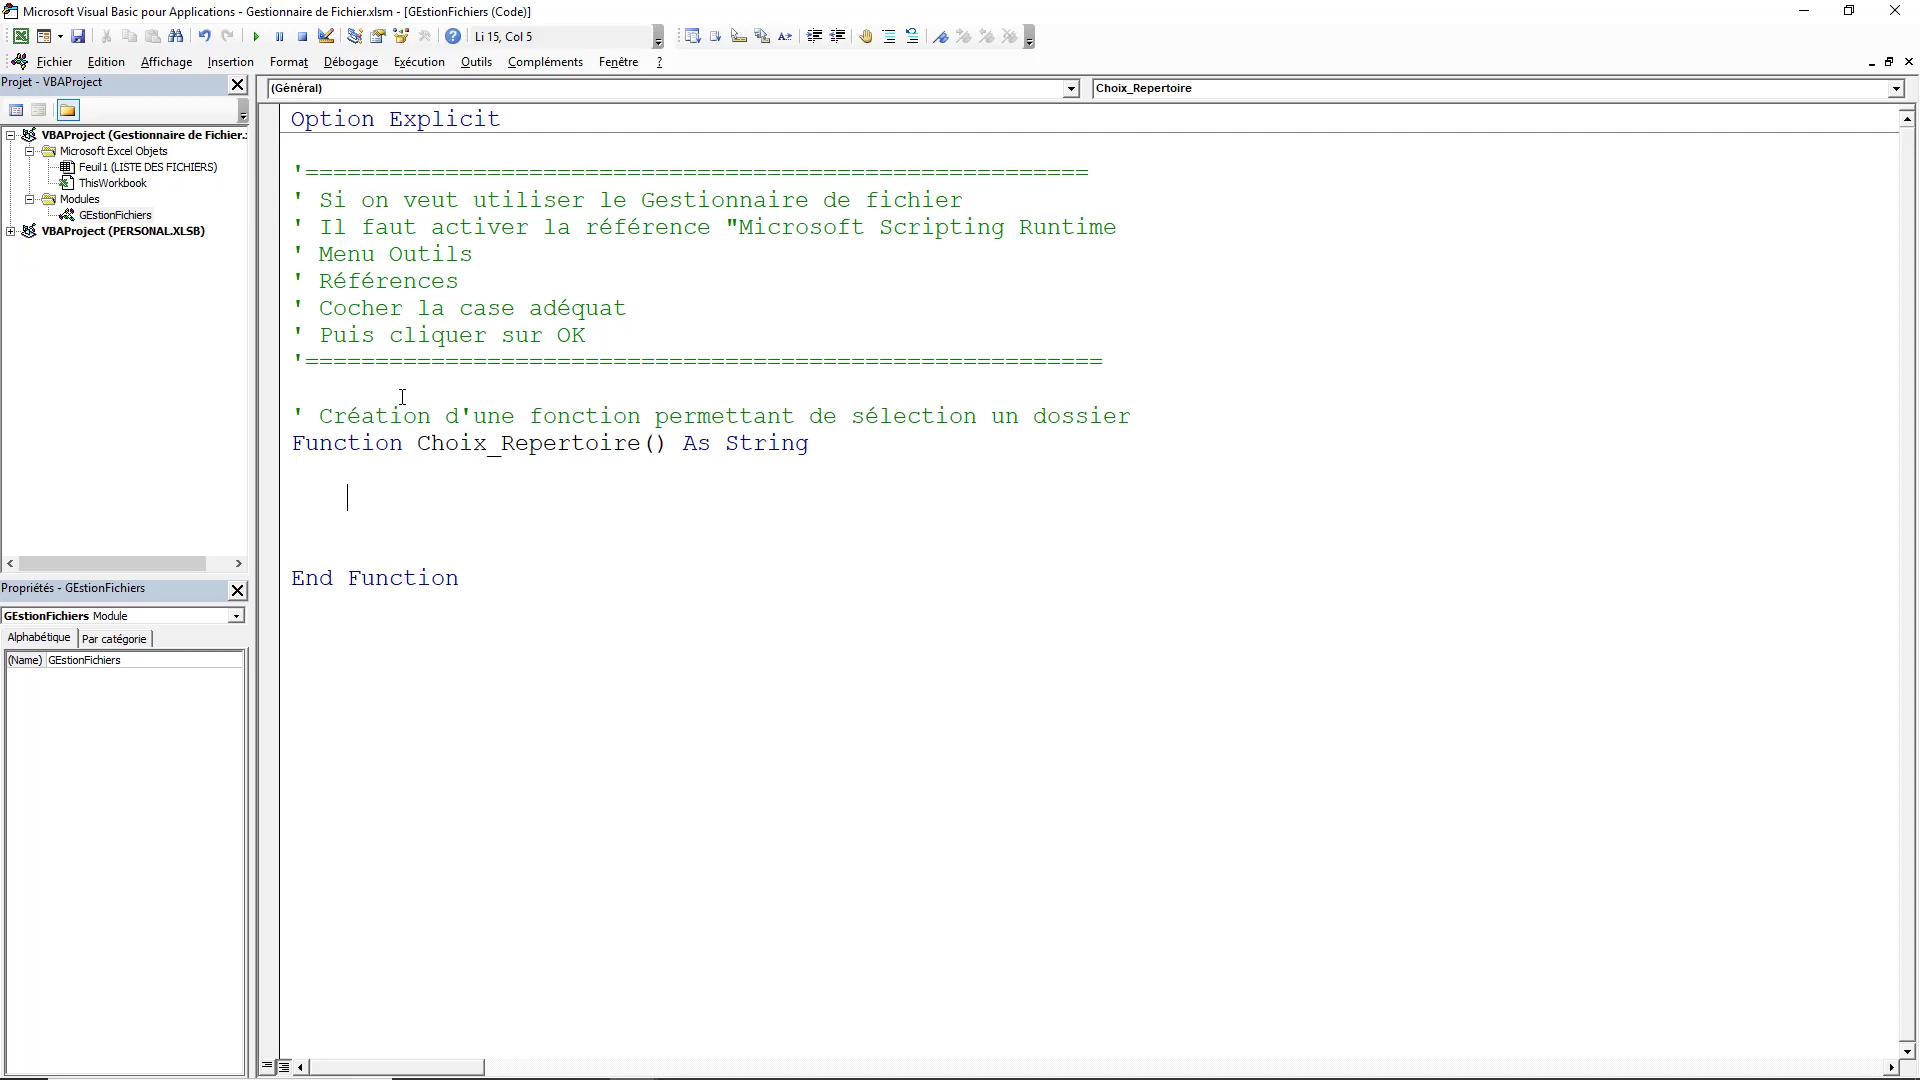 Microsoft Visual Basic pour Applications - Gestionnaire de Fichier.xlsm - [GEstionFichiers (Code)]
Li 15, Col 5
Fichier Edition Affichage Insertion Format Débogage Exécution Outils Compléments Fenêtre ?
Projet - VBAProject
(Général) Choix_Repertoire
VBAProject (Gestionnaire de Fichier.
Microsoft Excel Objets
Feuil1 (LISTE DES FICHIERS)
ThisWorkbook
Modules
GEstionFichiers
VBAProject (PERSONAL.XLSB)
Propriétés - GEstionFichiers
GEstionFichiers Module
Alphabétique Par catégorie
(Name) GEstionFichiers
Option Explicit
'========================================================
' Si on veut utiliser le Gestionnaire de fichier
' Il faut activer la référence "Microsoft Scripting Runtime
' Menu Outils
' Références
' Cocher la case adéquat
' Puis cliquer sur OK
'=========================================================
' Création d'une fonction permettant de sélection un dossier
Function Choix_Repertoire() As String
End Function